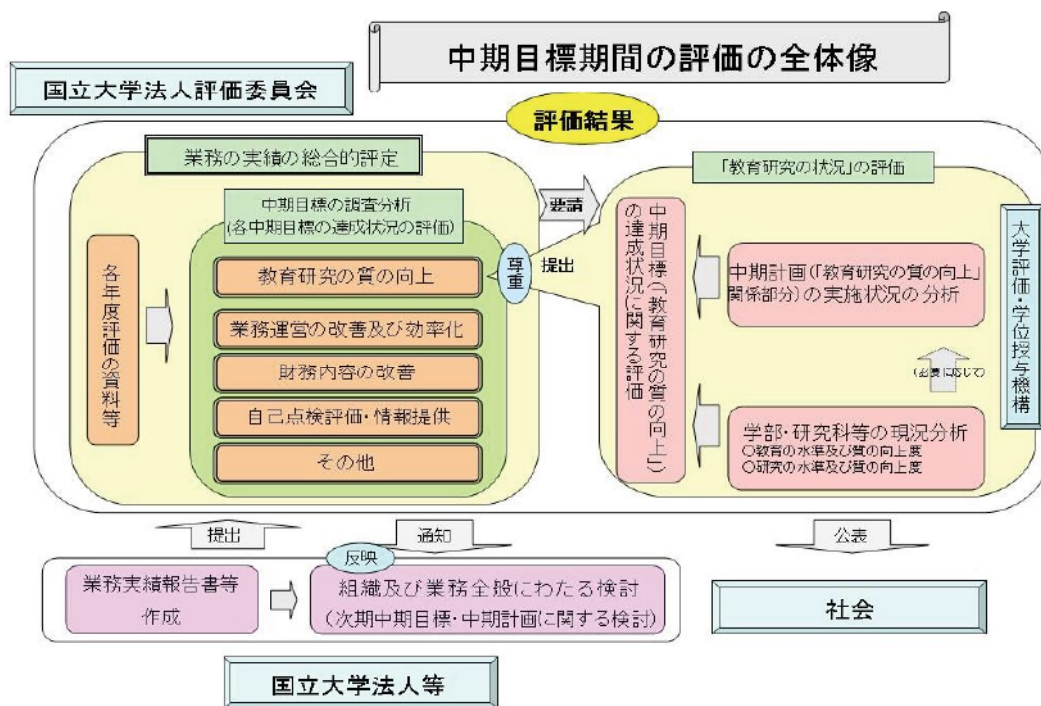 中期目標期間の評価の全体像
国立大学法人評価委員会
評価結果
業務の実績の総合的評定
中期目標の調査分析
(各中期目標の達成状況の評価)
各年度評価の資料等
教育研究の質の向上
業務運営の改善及び効率化
財務内容の改善
自己点検評価・情報提供
その他
要請
尊重
提出
「教育研究の状況」の評価
中期目標(「教育研究の質の向上」)
の達成状況に関する評価
中期計画(「教育研究の質の向上」
関係部分)の実施状況の分析
(必要に応じて)
学部・研究科等の現況分析
○教育の水準及び質の向上度
○研究の水準及び質の向上度
大学評価・学位授与機構
提出
通知
公表
反映
業務実績報告書等
作成
組織及び業務全般にわたる検討
(次期中期目標・中期計画に関する検討)
社会
国立大学法人等